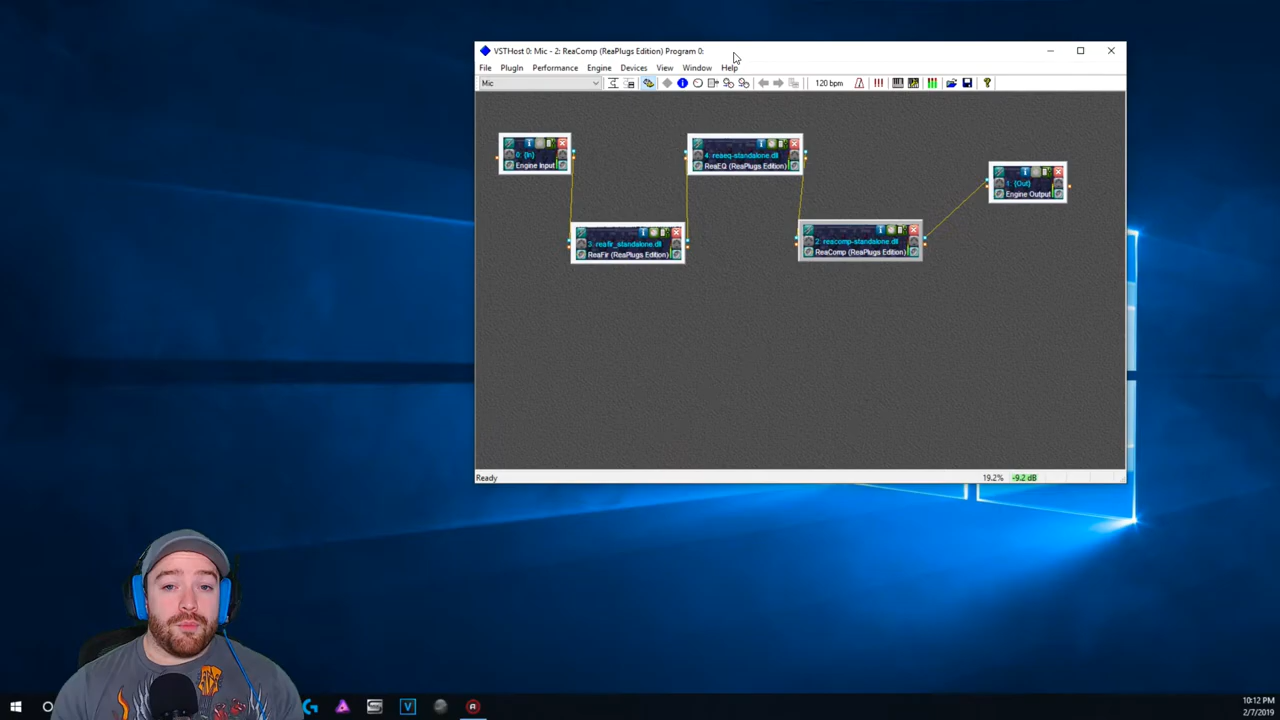 VSTHost 0: Mic - 2: ReaComp (ReaPlugs Edition) Program 0:
File PlugIn Performance Engine Devices View Window Help
Mic
120 bpm
0: {In}
Engine Input
4: reaeq-standalone.dll
ReaEQ (ReaPlugs Edition)
1: {Out}
Engine Output
3: reafir_standalone.dll
ReaFir (ReaPlugs Edition)
2: reacomp-standalone.dll
ReaComp (ReaPlugs Edition)
Ready
19.2% -9.2 dB
10:12 PM
2/7/2019